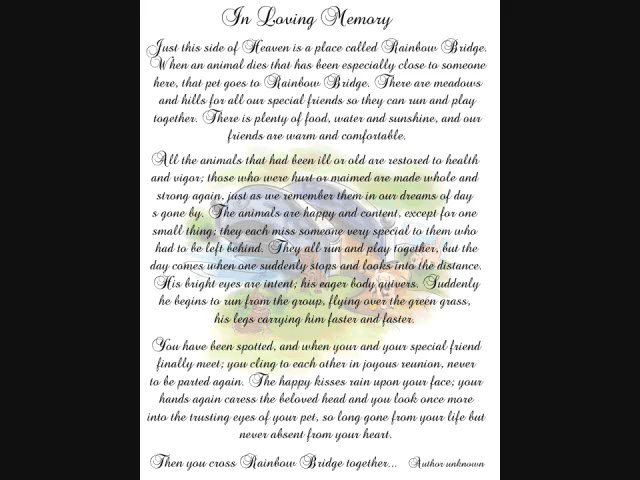 In Loving Memory
Just this side of Heaven is a place called Rainbow Bridge.
When an animal dies that has been especially close to someone
here, that pet goes to Rainbow Bridge. There are meadows
and hills for all our special friends so they can run and play
together. There is plenty of food, water and sunshine, and our
friends are warm and comfortable.
All the animals that had been ill or old are restored to health
and vigor; those who were hurt or maimed are made whole and
strong again, just as we remember them in our dreams of day
s gone by. The animals are happy and content, except for one
small thing; they each miss someone very special to them who
had to be left behind. They all run and play together, but the
day comes when one suddenly stops and looks into the distance.
His bright eyes are intent; his eager body quivers. Suddenly
he begins to run from the group, flying over the green grass,
his legs carrying him faster and faster.
You have been spotted, and when your and your special friend
finally meet; you cling to each other in joyous reunion, never
to be parted again. The happy kisses rain upon your face; your
hands again caress the beloved head and you look once more
into the trusting eyes of your pet, so long gone from your life but
never absent from your heart.
Then you cross Rainbow Bridge together... Author unknown